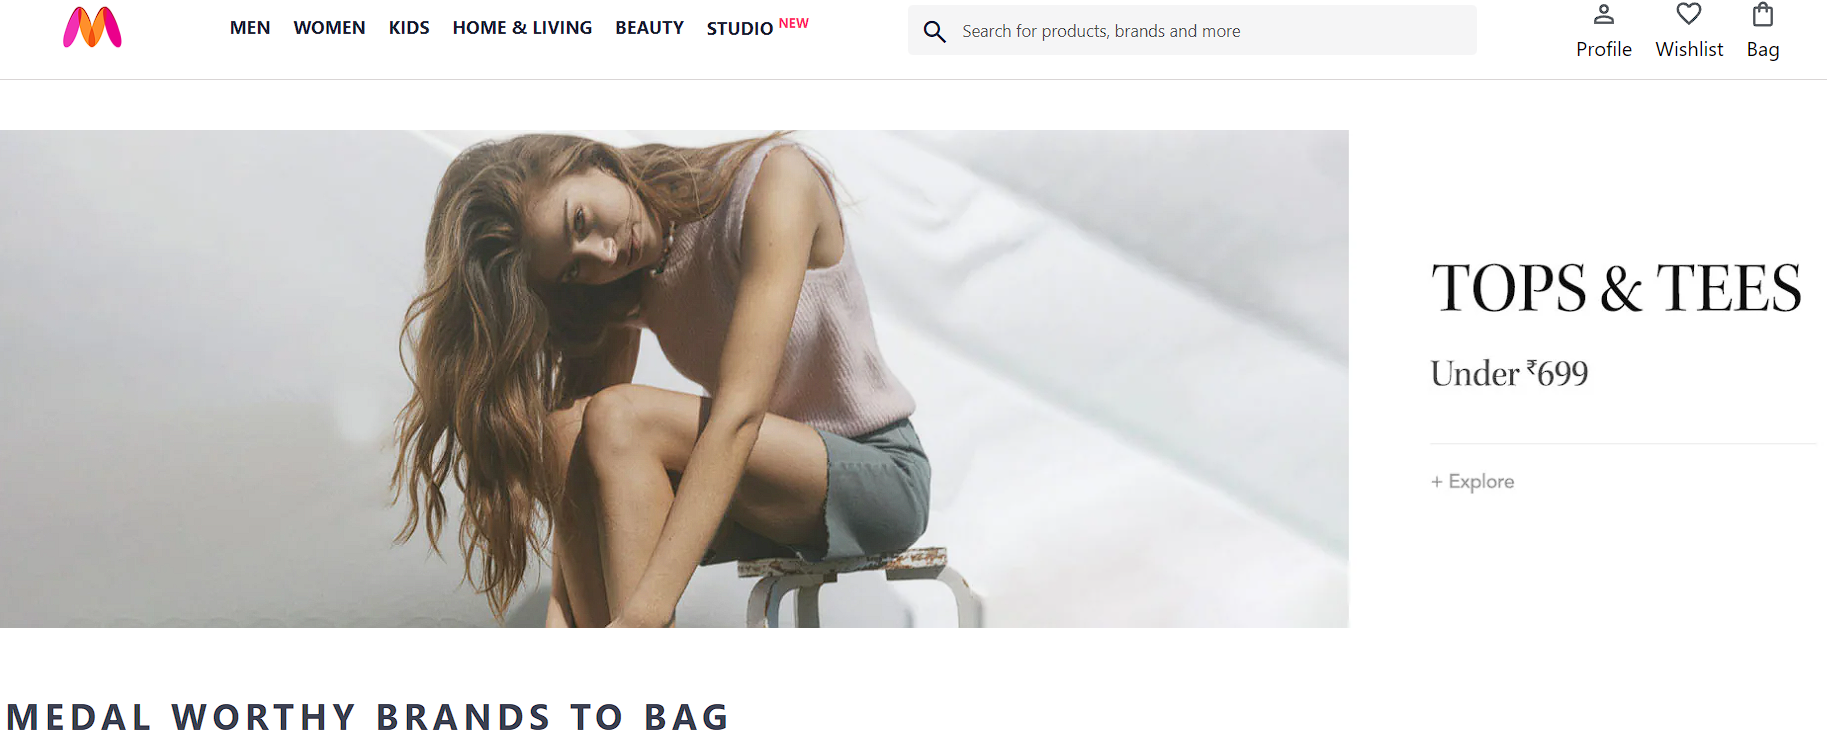 MEN WOMEN KIDS HOME & LIVING BEAUTY STUDIO NEW
Search for products, brands and more
Profile Wishlist Bag
TOPS & TEES
Under ₹699
+ Explore
MEDAL WORTHY BRANDS TO BAG